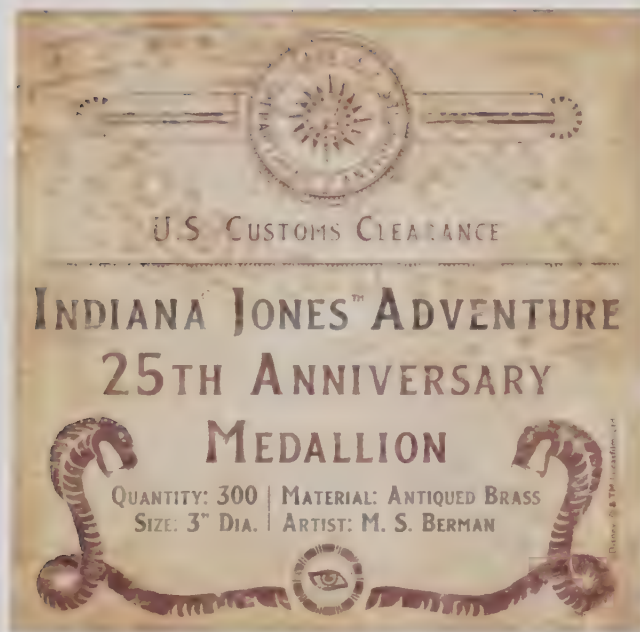 U.S. CUSTOMS CLEARANCE
INDIANA JONES™ ADVENTURE
25TH ANNIVERSARY
MEDALLION
QUANTITY: 300 | MATERIAL: ANTIQUED BRASS
SIZE: 3" DIA. | ARTIST: M. S. BERMAN